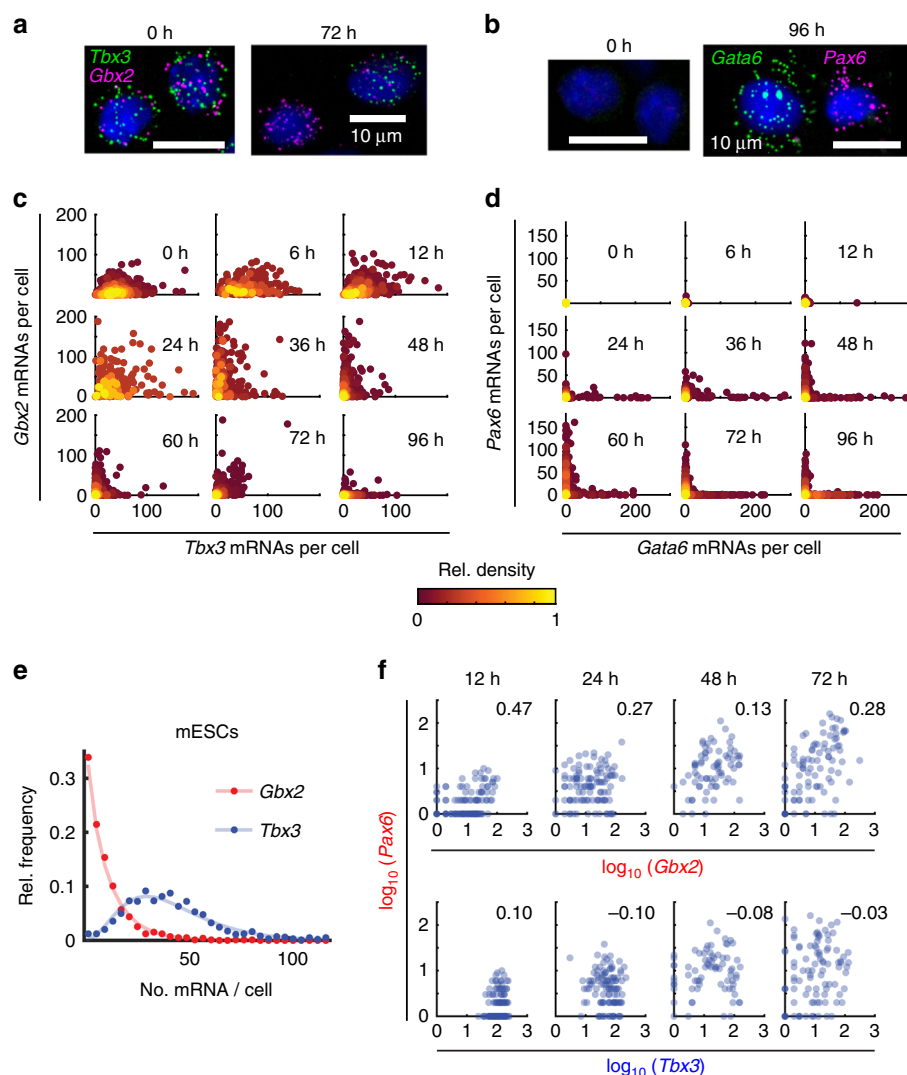 a
0 h
72 h
Tbx3
Gbx2
10 µm
b
0 h
96 h
Gata6
Pax6
10 µm
c
Gbx2 mRNAs per cell
200
100
0
0 h
6 h
12 h
200
100
0
24 h
36 h
48 h
200
100
0
60 h
72 h
96 h
0 100
0 100
0 100
Tbx3 mRNAs per cell
d
Pax6 mRNAs per cell
150
100
50
0 h
6 h
12 h
150
100
50
0
24 h
36 h
48 h
150
100
50
0
60 h
72 h
96 h
0 200
0 200
0 200
Gata6 mRNAs per cell
Rel. density
0 1
e
mESCs
Rel. frequency
0.3
0.2
0.1
0
Gbx2
Tbx3
50 100
No. mRNA / cell
f
12 h
24 h
48 h
72 h
log10 (Pax6)
2
1
0
0.47
0.27
0.13
0.28
0 1 2 3
0 1 2 3
0 1 2 3
0 1 2 3
log10 (Gbx2)
2
1
0
0.10
–0.10
–0.08
–0.03
0 1 2 3
0 1 2 3
0 1 2 3
0 1 2 3
log10 (Tbx3)